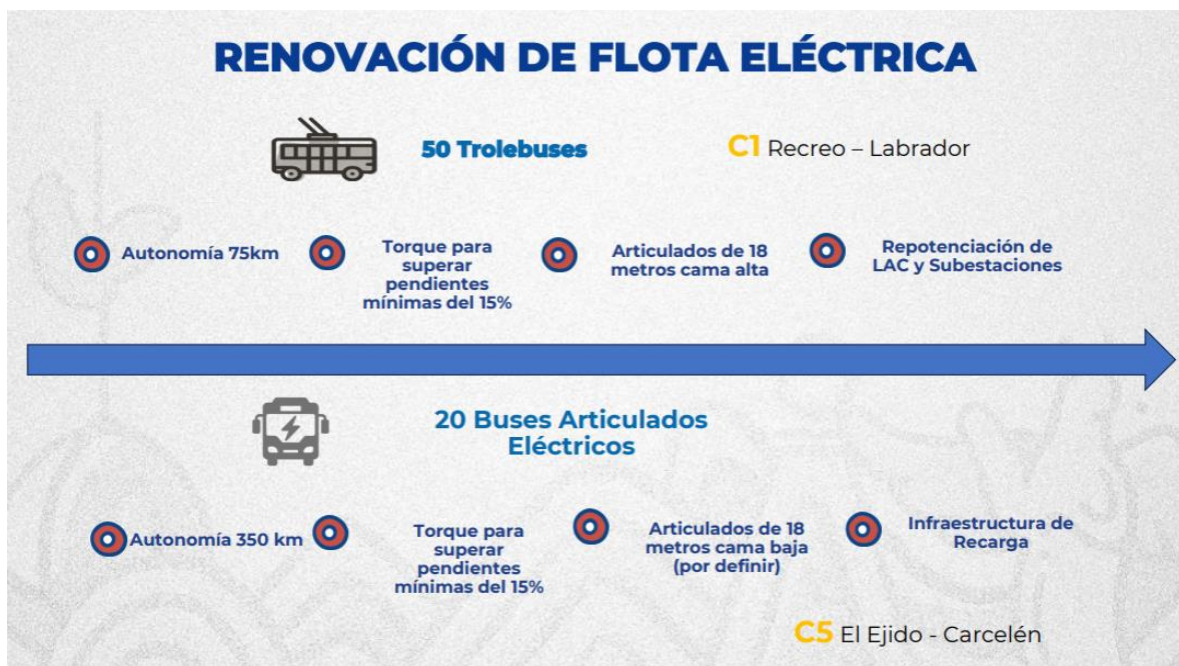 RENOVACIÓN DE FLOTA ELÉCTRICA
50 Trolebuses
C1 Recreo – Labrador
Autonomía 75km
Torque para
superar
pendientes
mínimas del 15%
Articulados de 18
metros cama alta
Repotenciación de
LAC y Subestaciones
20 Buses Articulados
Eléctricos
Autonomía 350 km
Torque para
superar
pendientes
mínimas del 15%
Articulados de 18
metros cama baja
(por definir)
Infraestructura de
Recarga
C5 El Ejido - Carcelén